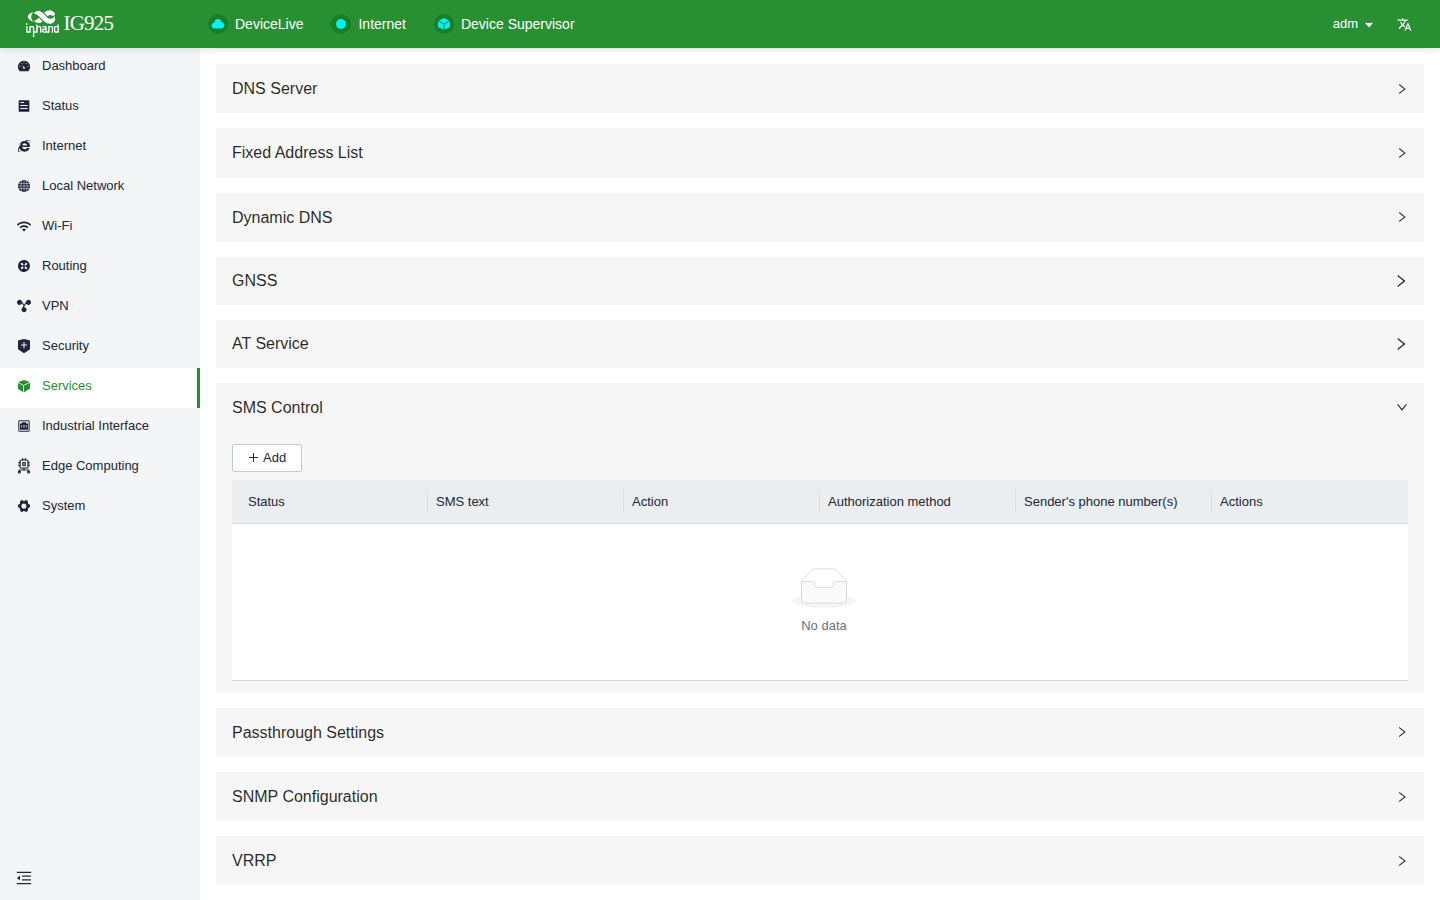 inhand IG925
DeviceLive
Internet
Device Supervisor
adm
Dashboard
Status
Internet
Local Network
Wi-Fi
Routing
VPN
Security
Services
Industrial Interface
Edge Computing
System
DNS Server
Fixed Address List
Dynamic DNS
GNSS
AT Service
SMS Control
Add
Status
SMS text
Action
Authorization method
Sender's phone number(s)
Actions
No data
Passthrough Settings
SNMP Configuration
VRRP